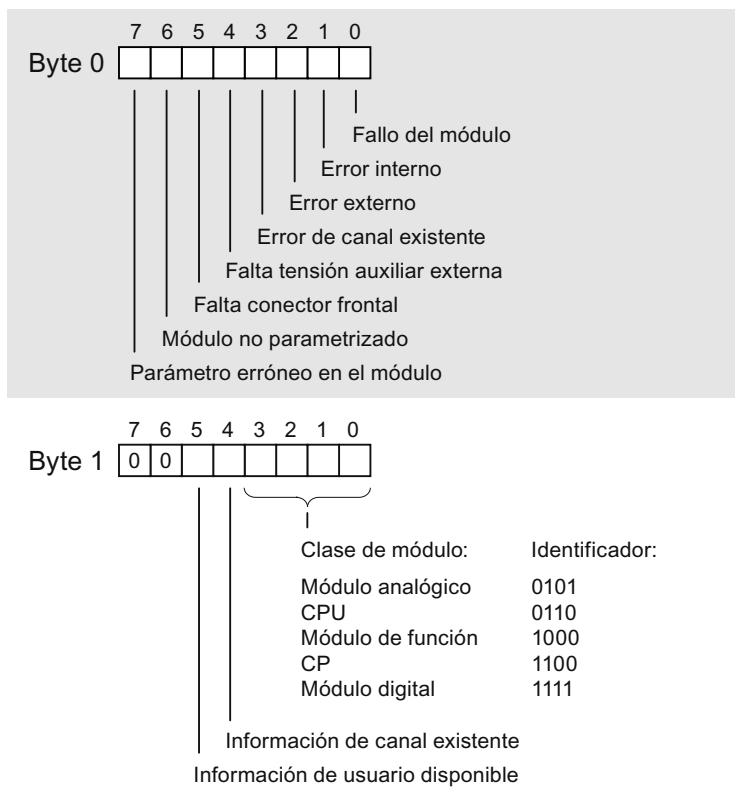 7 6 5 4 3 2 1 0
Byte 0
Fallo del módulo
Error interno
Error externo
Error de canal existente
Falta tensión auxiliar externa
Falta conector frontal
Módulo no parametrizado
Parámetro erróneo en el módulo
7 6 5 4 3 2 1 0
Byte 1 0 0
Clase de módulo: Identificador:
Módulo analógico 0101
CPU 0110
Módulo de función 1000
CP 1100
Módulo digital 1111
Información de canal existente
Información de usuario disponible